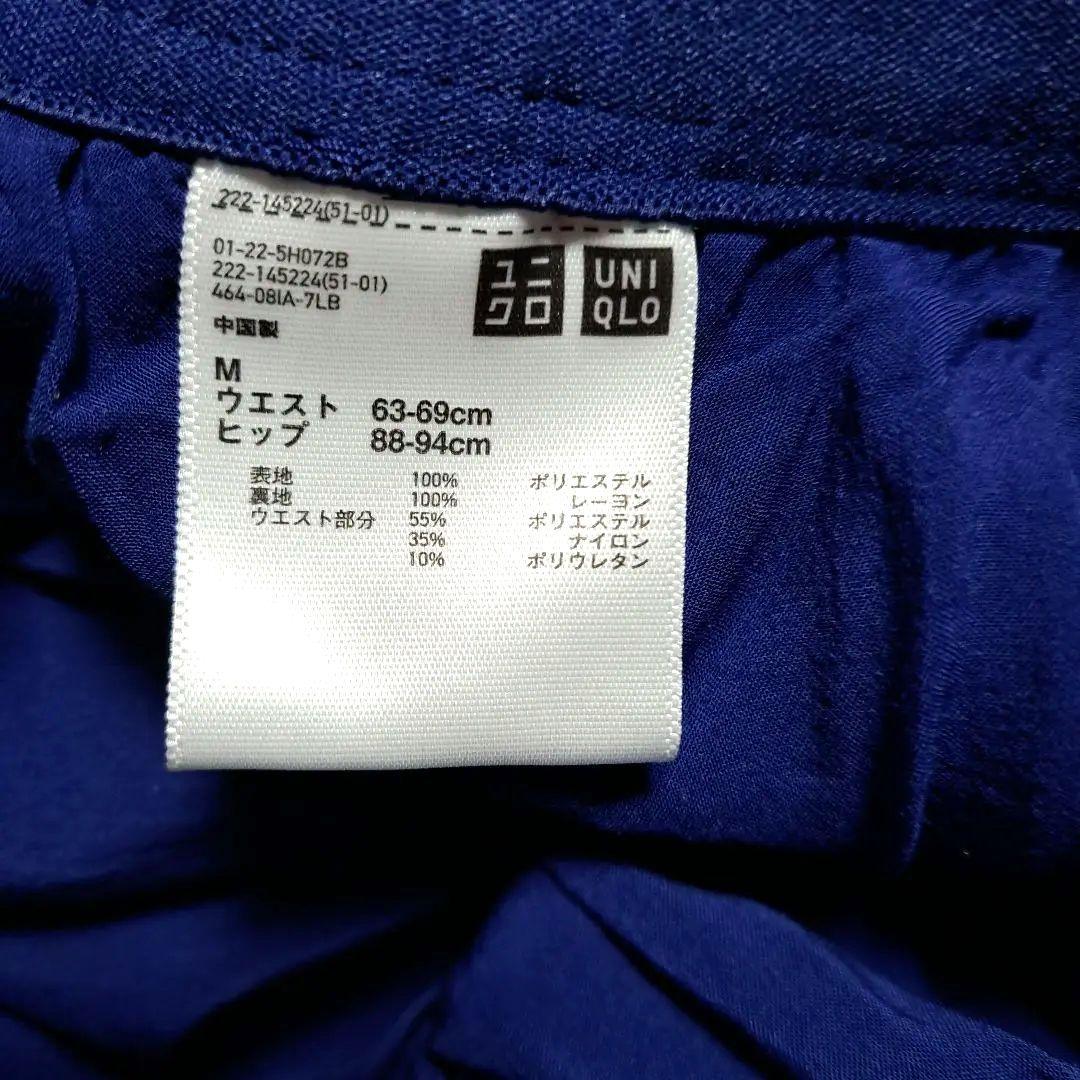 222-145224(51-01)
01-22-5H072B
222-145224(51-01)
464-08IA-7LB
中国製
ユニクロ
UNIQLO
M
ウエスト 63-69cm
ヒップ 88-94cm
表地 100% ポリエステル
裏地 100% レーヨン
ウエスト部分 55% ポリエステル
35% ナイロン
10% ポリウレタン